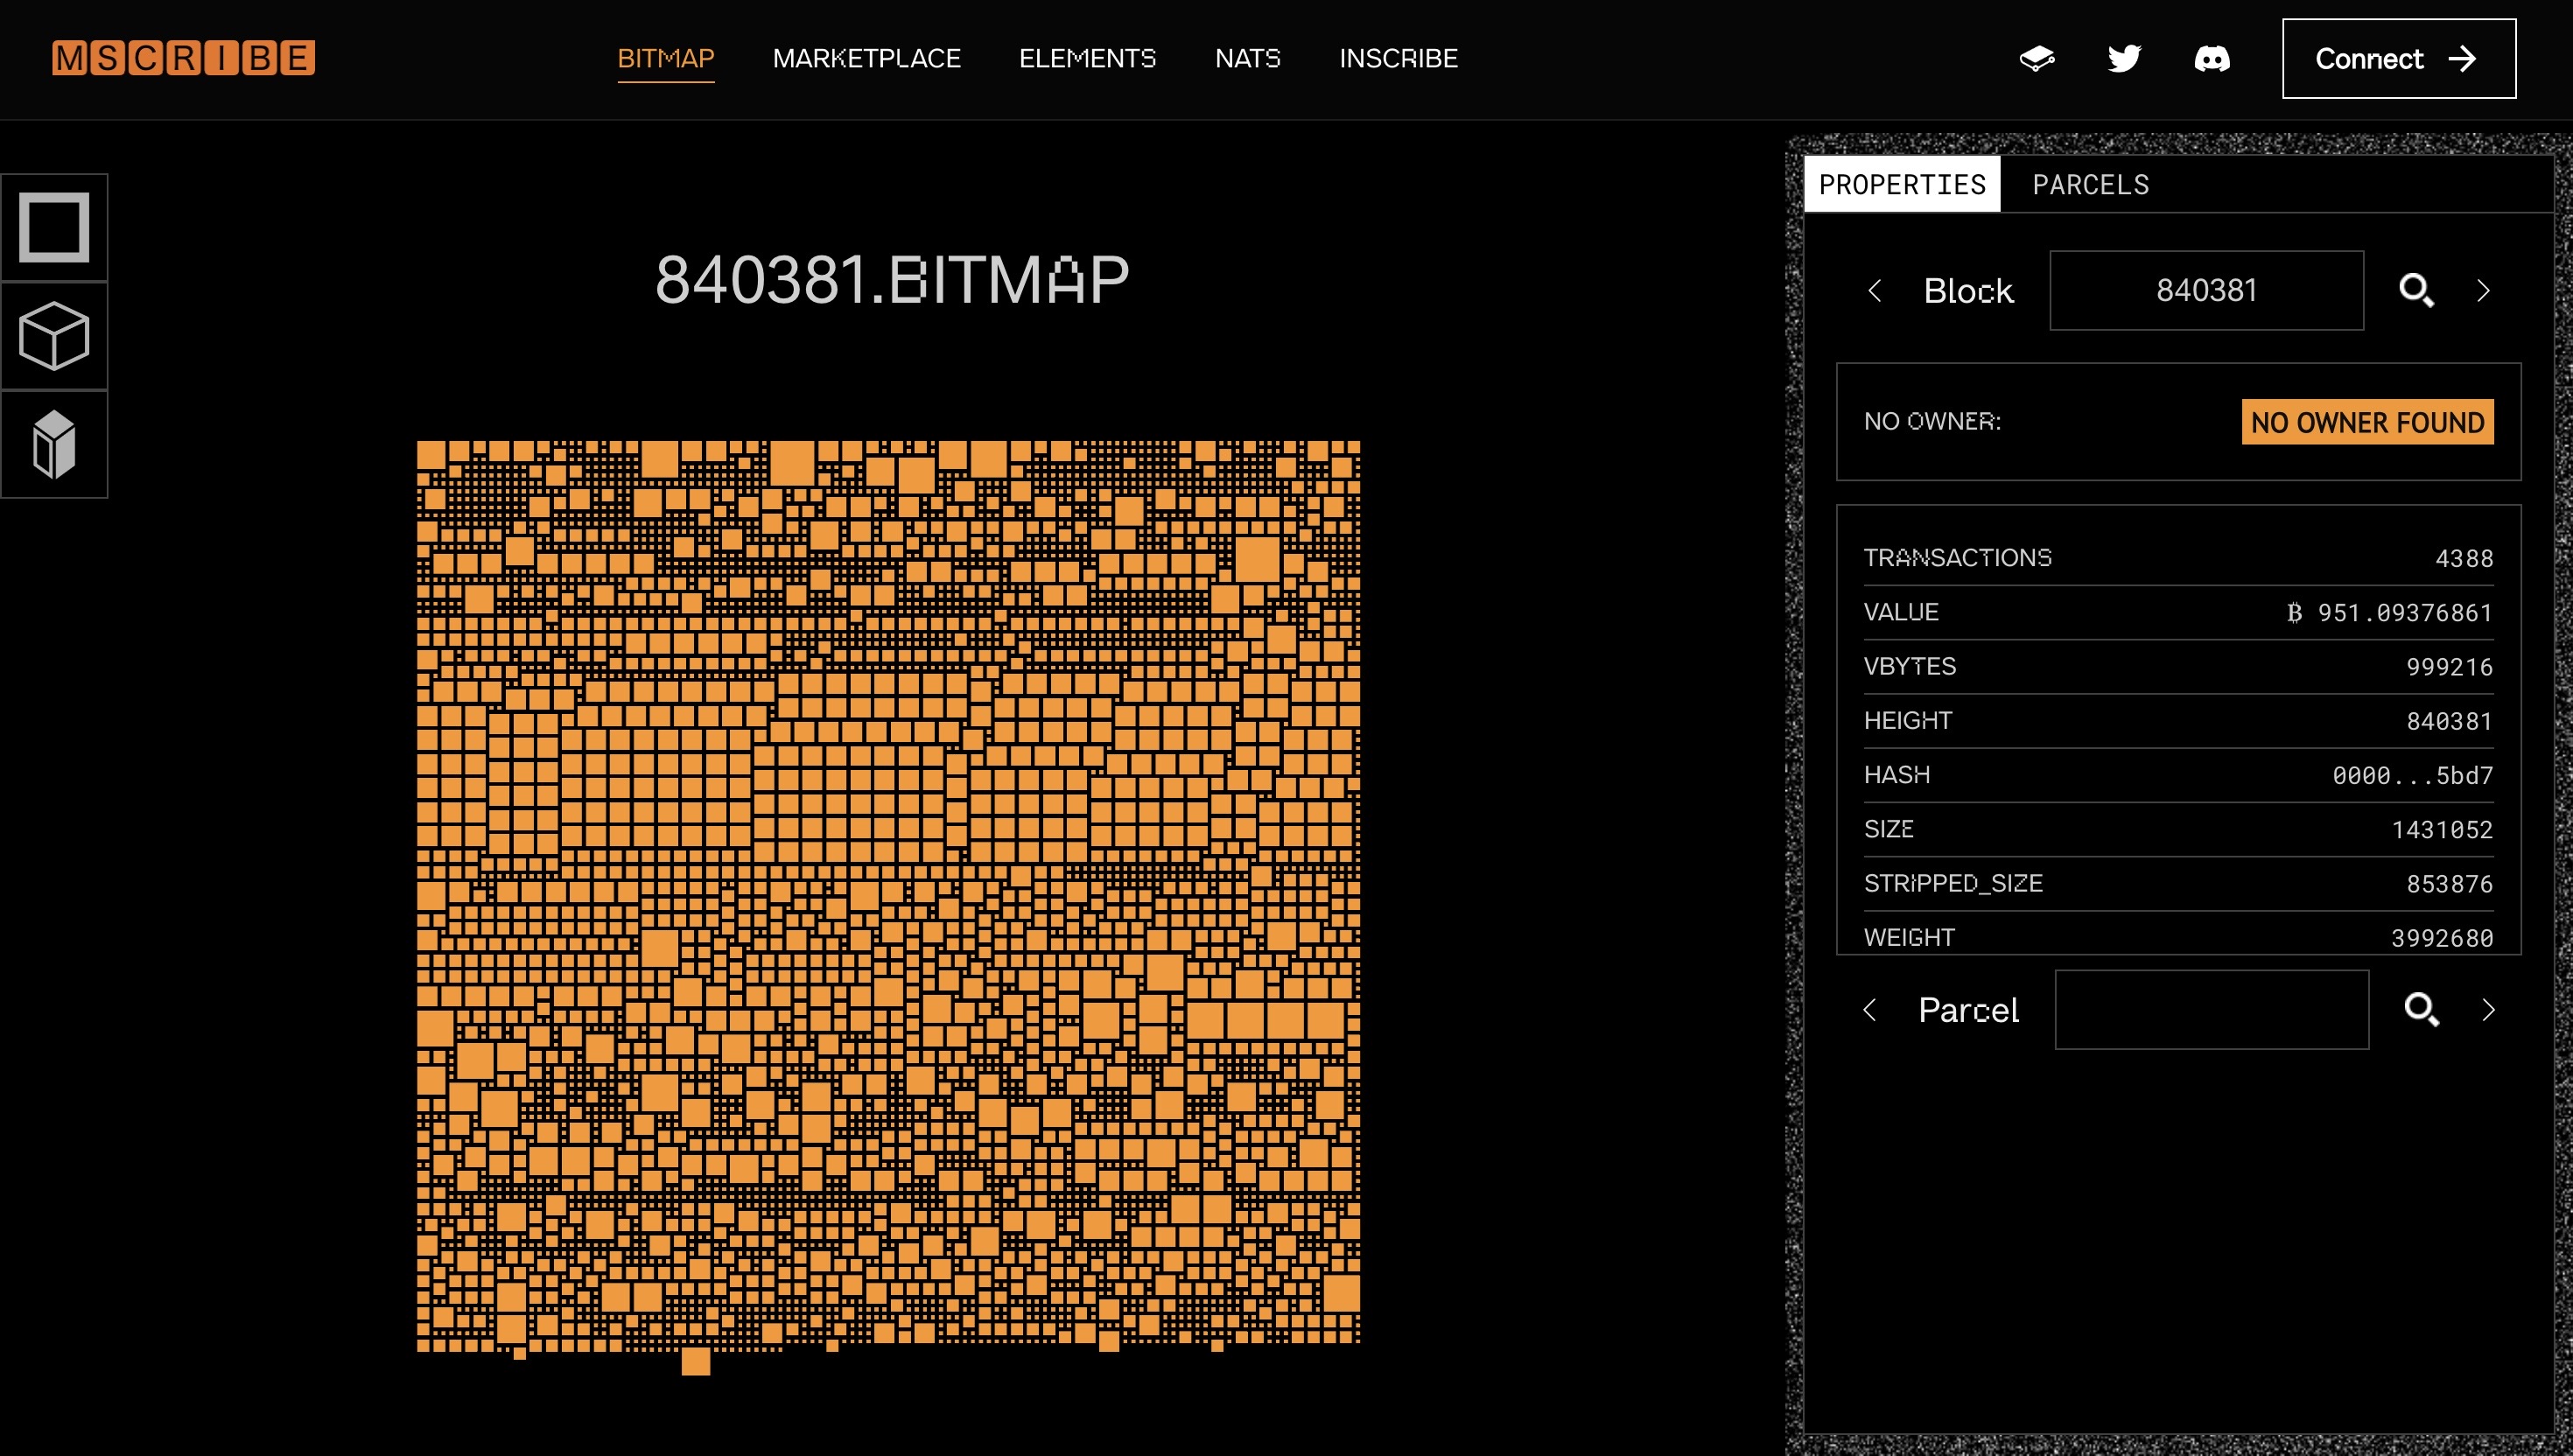 MSCRIBE
BITMAP MARKETPLACE ELEMENTS NATS INSCRIBE
Connect
840381.BITMAP
PROPERTIES PARCELS
Block 840381
NO OWNER: NO OWNER FOUND
TRANSACTIONS 4388
VALUE ₿ 951.09376861
VBYTES 999216
HEIGHT 840381
HASH 0000...5bd7
SIZE 1431052
STRIPPED_SIZE 853876
WEIGHT 3992680
Parcel